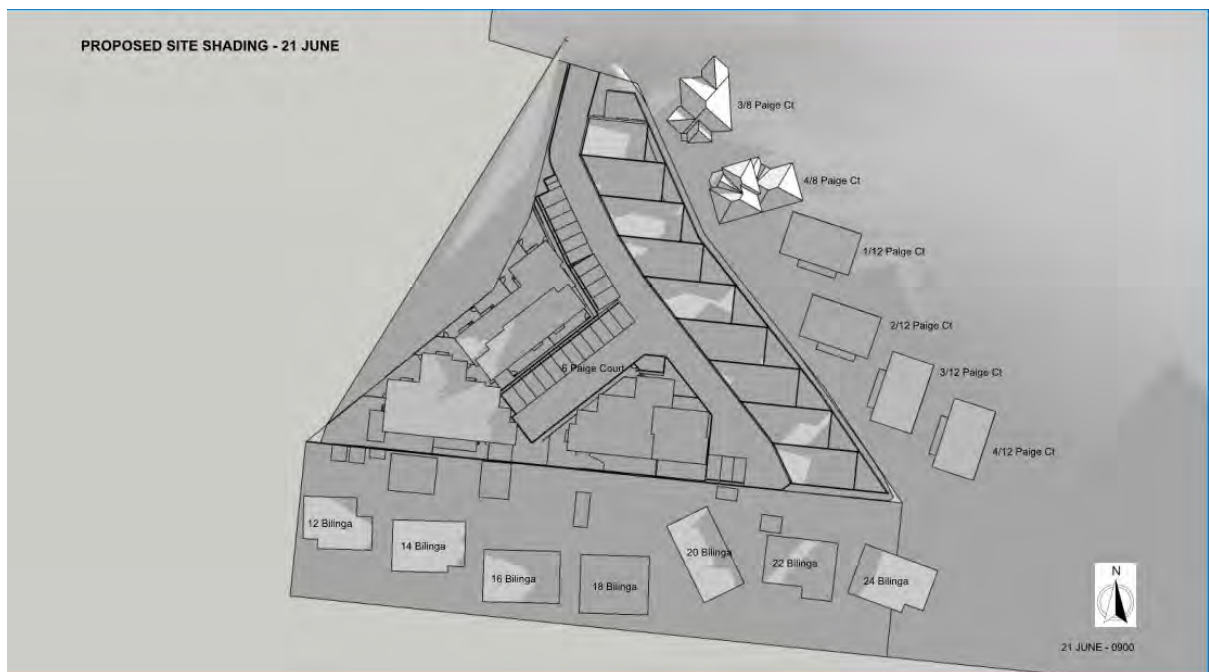 PROPOSED SITE SHADING - 21 JUNE
3/8 Paige Ct
4/8 Paige Ct
1/12 Paige Ct
2/12 Paige Ct
6 Paige Court
3/12 Paige Ct
4/12 Paige Ct
12 Bilinga
14 Bilinga
16 Bilinga
18 Bilinga
20 Bilinga
22 Bilinga
24 Bilinga
N
21 JUNE - 0900